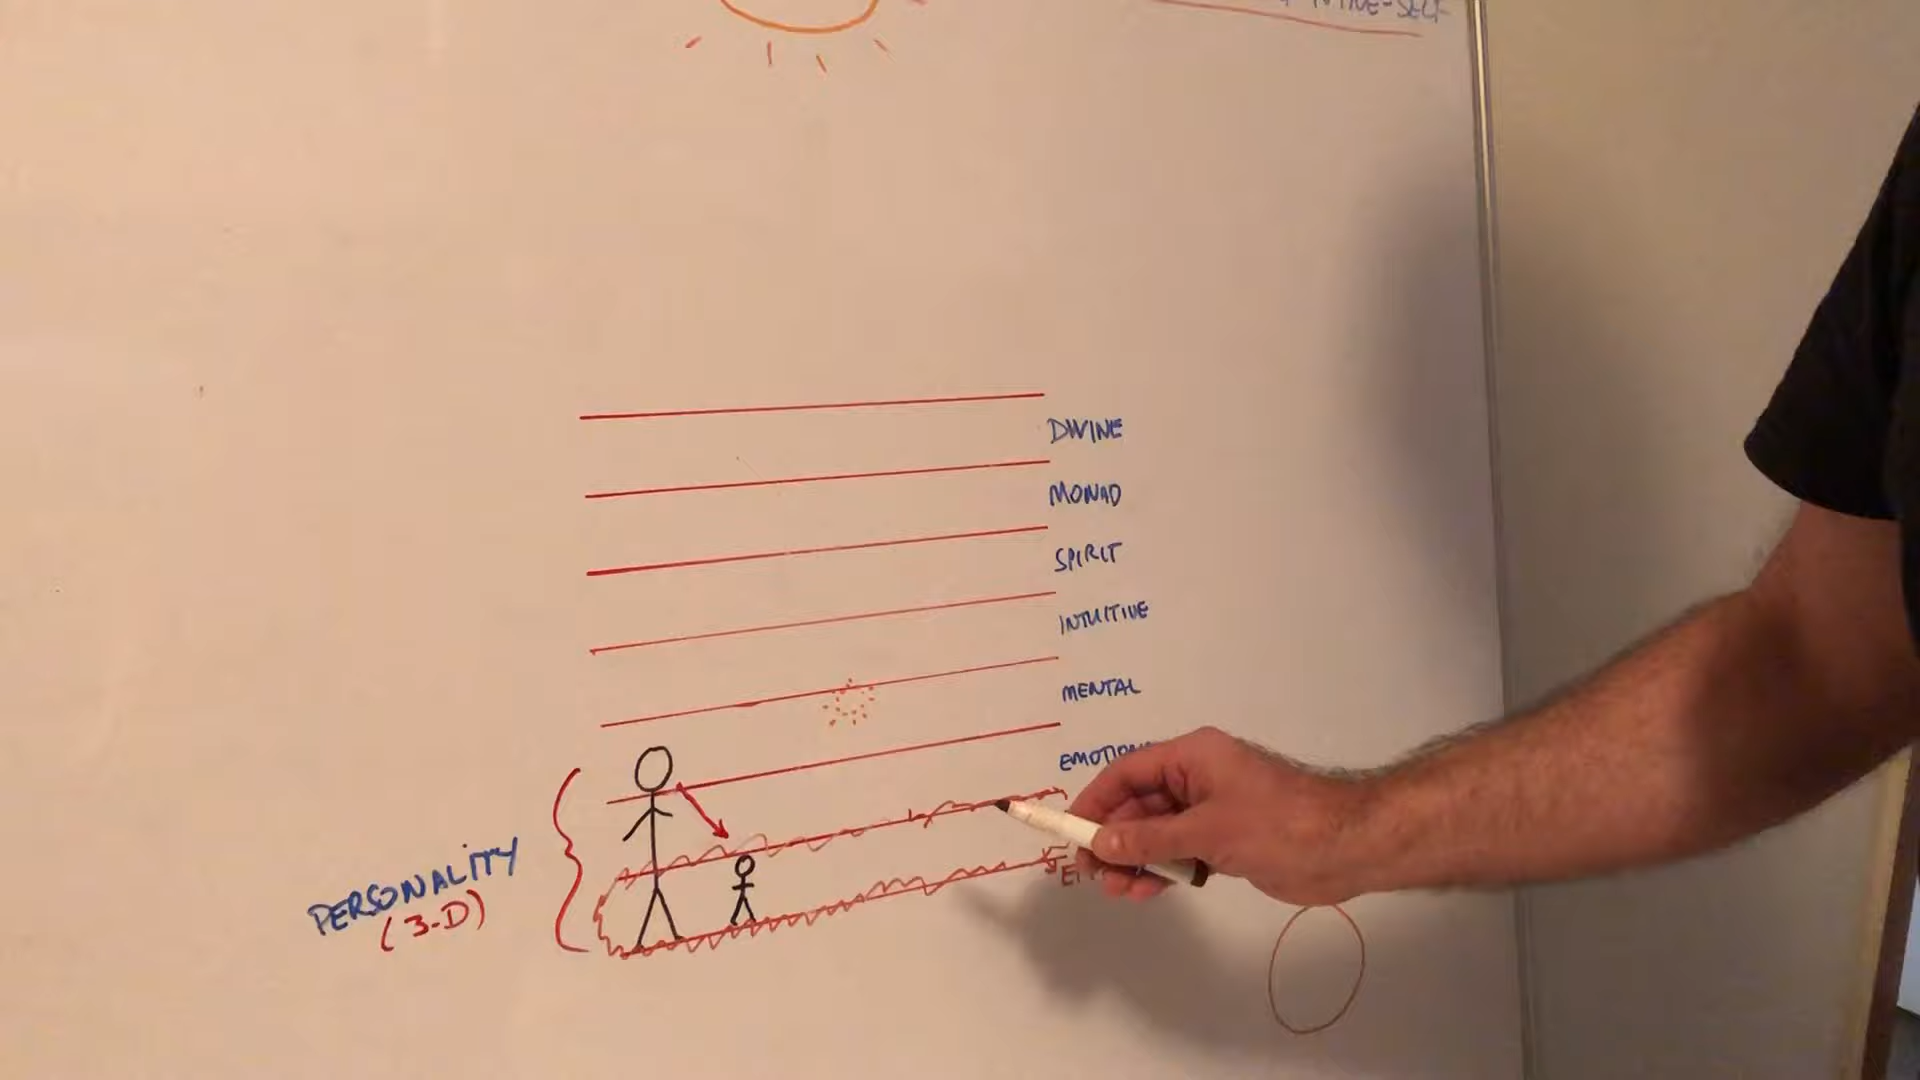 DIVINE
MONAD
SPIRIT
INTUITIVE
MENTAL
PERSONALITY
(3-D)